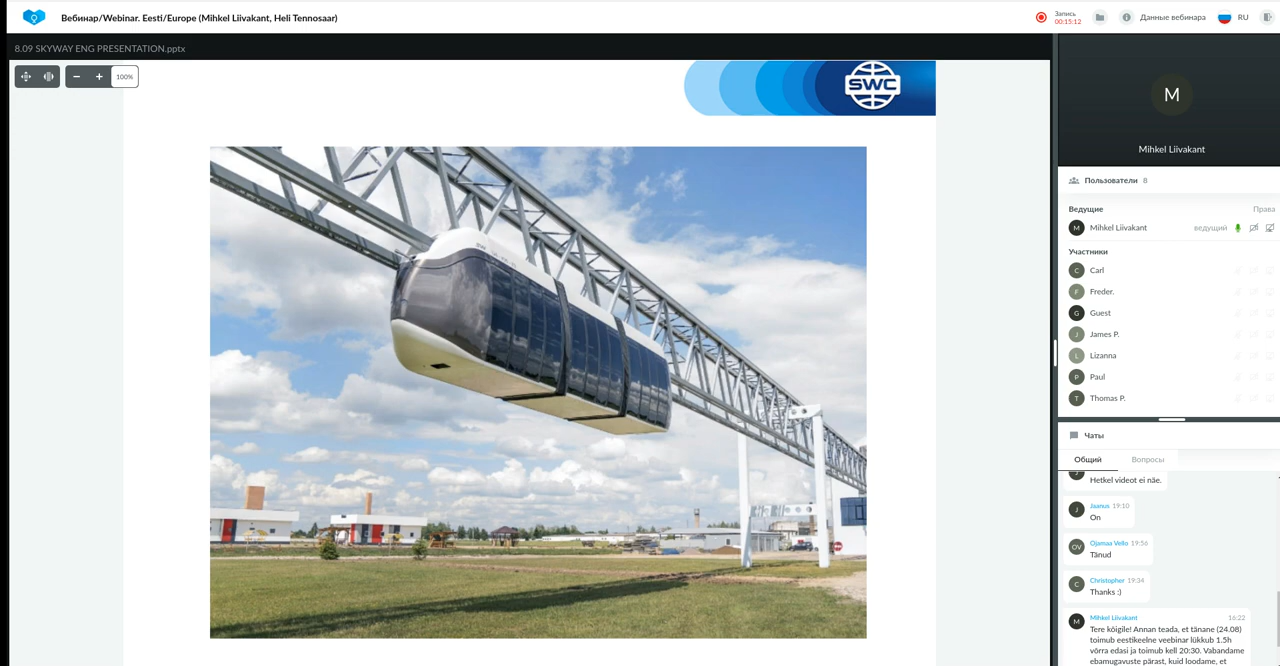 Вебинар/Webinar. Eesti/Europe (Mihkel Liivakant, Heli Tennosaar)
Запись
00:15:12
Данные вебинара
RU
8.09 SKYWAY ENG PRESENTATION.pptx
100%
SWC
M
Mihkel Liivakant
Пользователи 8
Ведущие Права
M Mihkel Liivakant ведущий
Участники
C Carl
F Freder.
G Guest
J James P.
L Lizanna
P Paul
T Thomas P.
Чаты
Общий Вопросы
Hetkel videot ei näe.
J Jaanus 19:10
On
OV Ojamaa Vello 19:56
Tänud
C Christopher 19:34
Thanks :)
M Mihkel Liivakant 16:22
Tere kõigile! Annan teada, et tänane (24.08)
toimub eestikeelne veebinar lükkub 1.5h
võrra edasi ja toimub kell 20:30. Vabandame
ebamugavuste pärast, kuid loodame, et